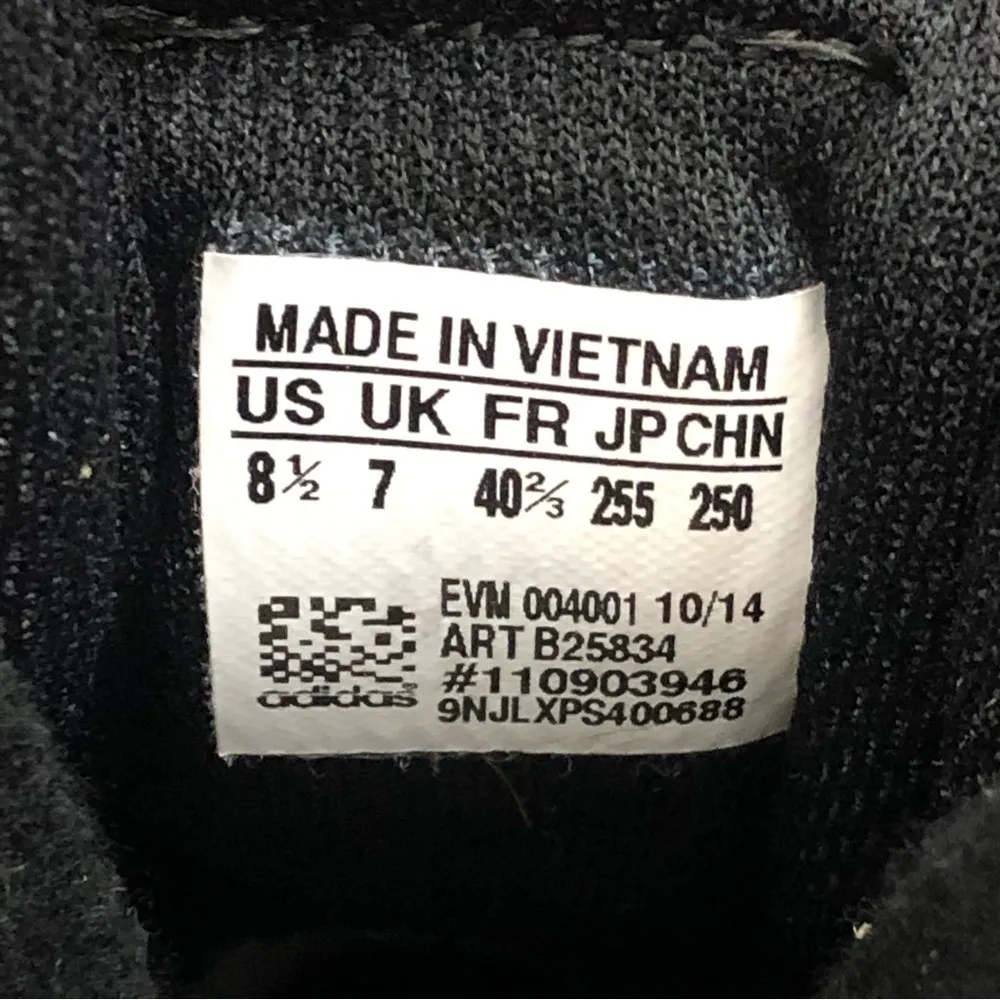 MADE IN VIETNAM
US UK FR JP CHN
8½ 7 40⅔ 255 250
EVM 004001 10/14
ART B25834
#110903946
adidas
9NJLXPS400688